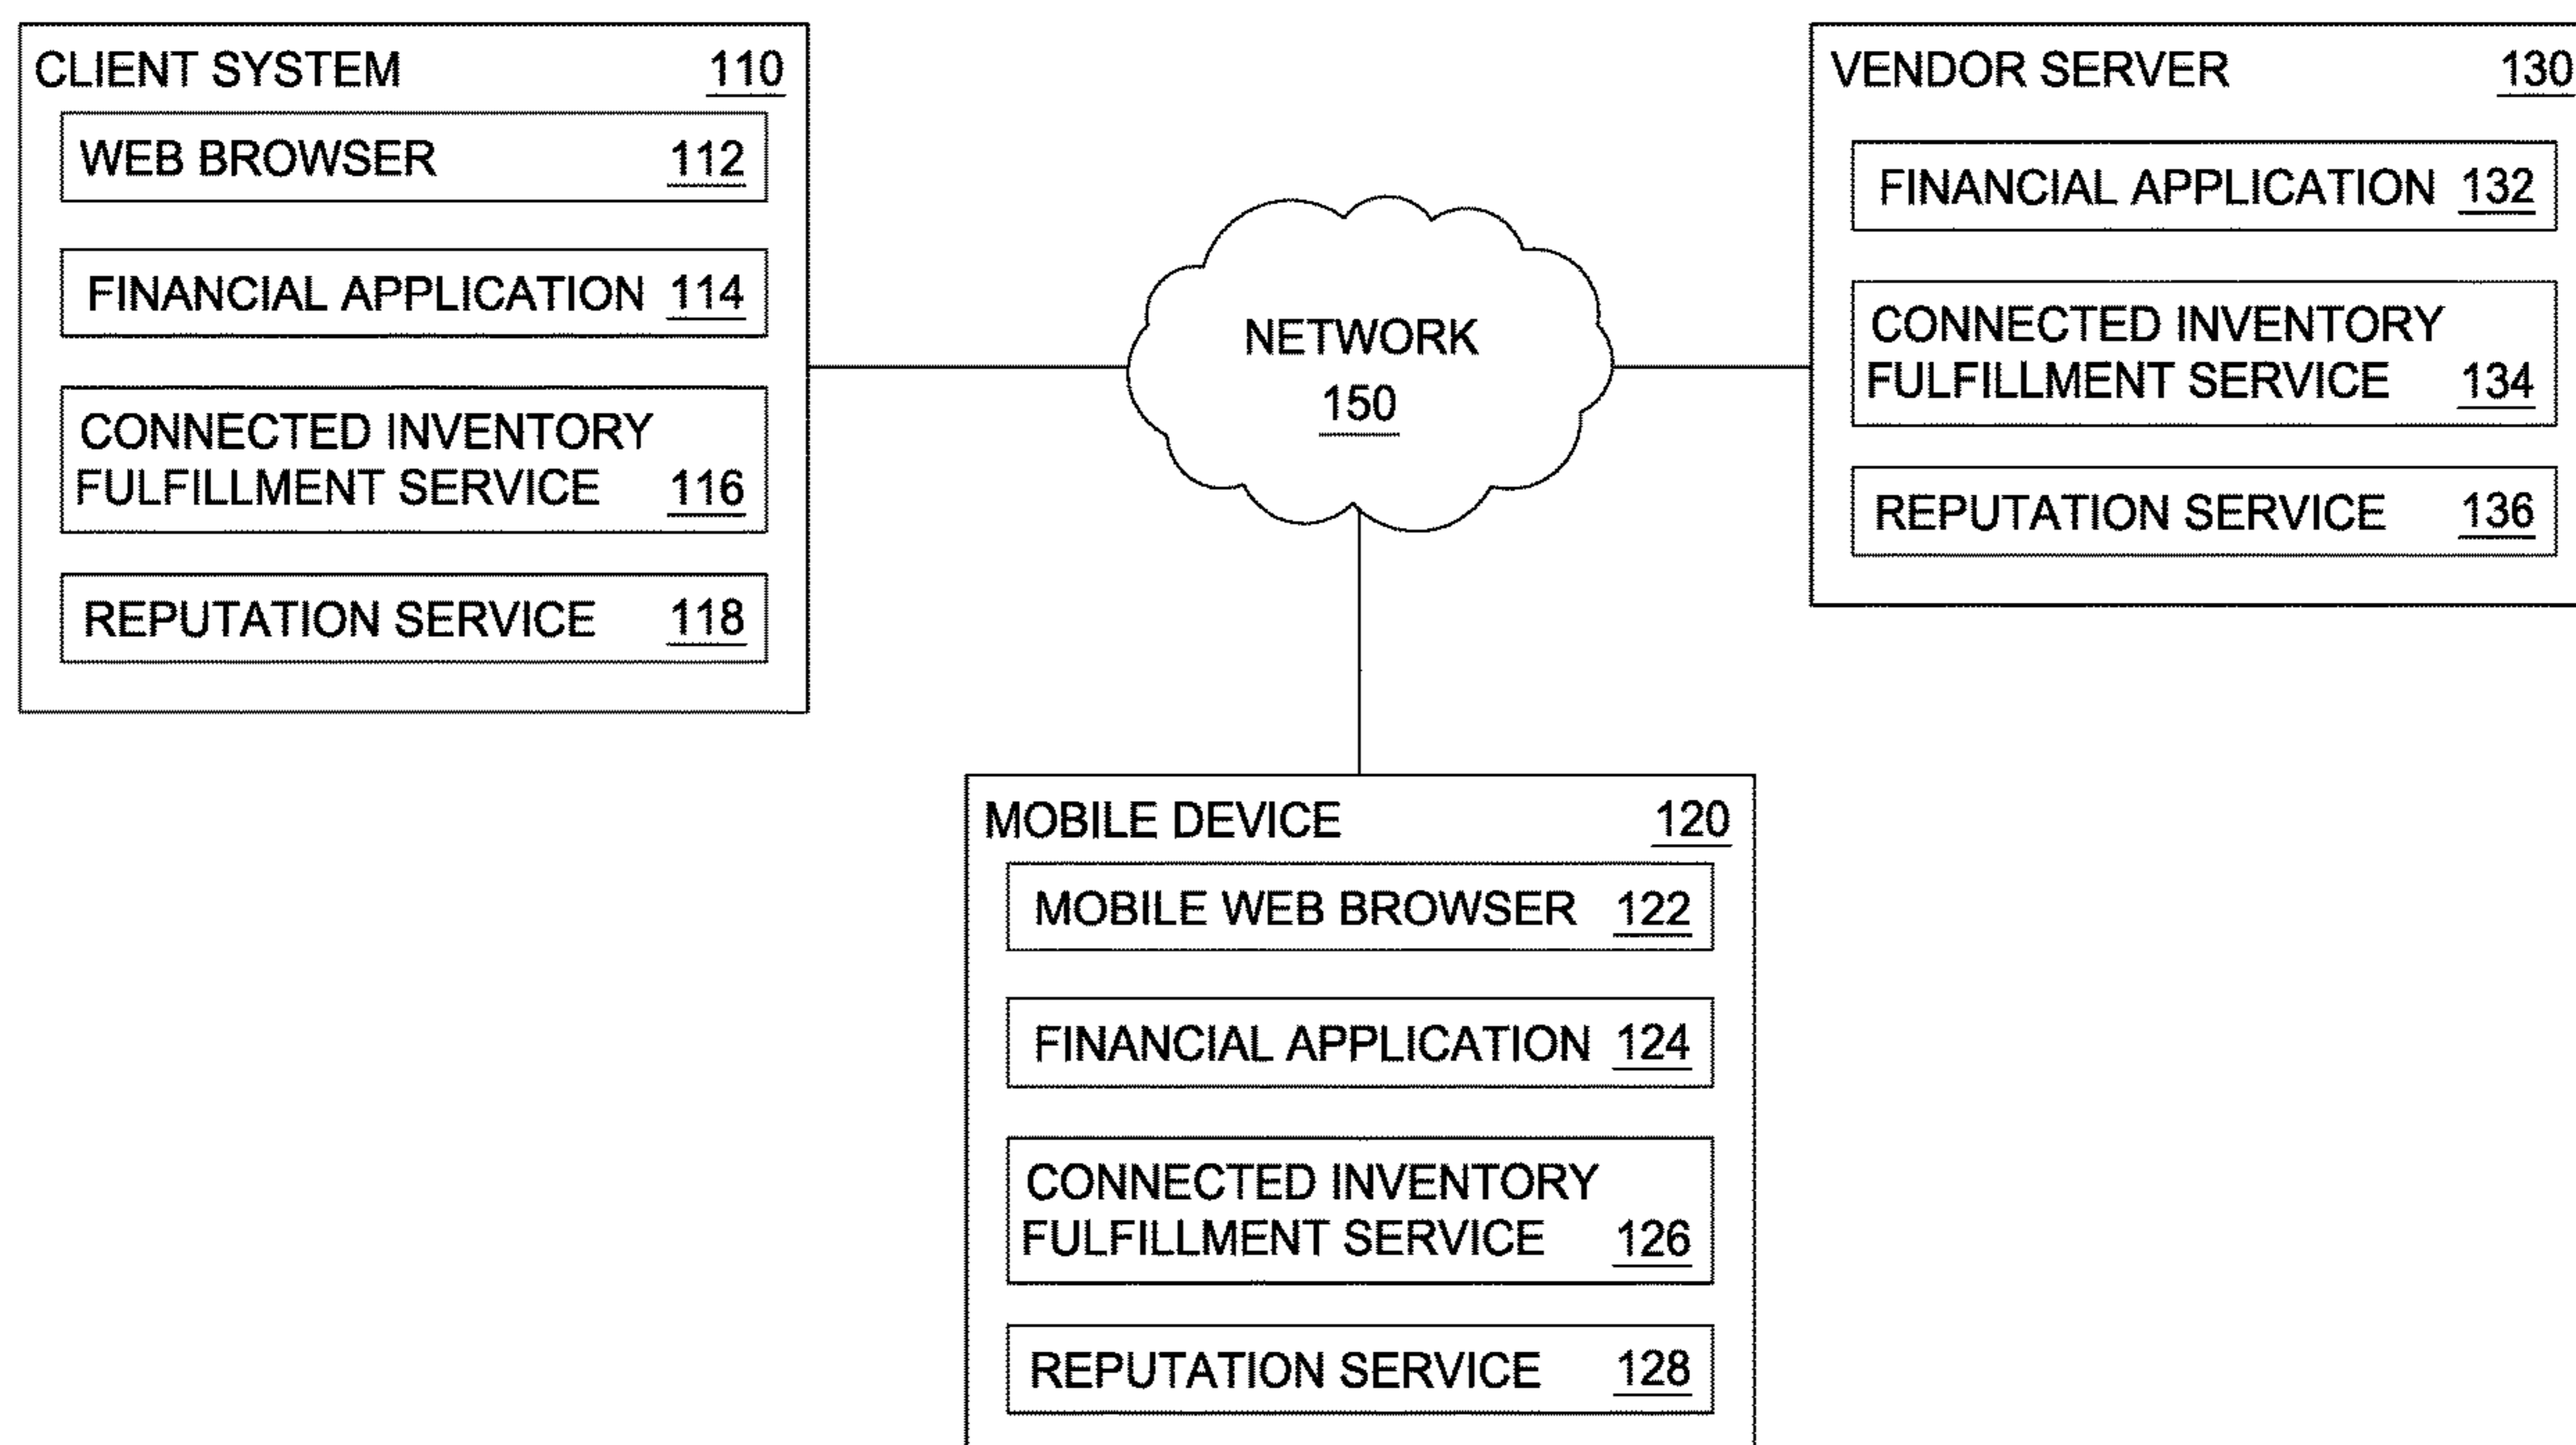 CLIENT SYSTEM 110
WEB BROWSER 112
FINANCIAL APPLICATION 114
CONNECTED INVENTORY
FULFILLMENT SERVICE 116
REPUTATION SERVICE 118
NETWORK
150
VENDOR SERVER 130
FINANCIAL APPLICATION 132
CONNECTED INVENTORY
FULFILLMENT SERVICE 134
REPUTATION SERVICE 136
MOBILE DEVICE 120
MOBILE WEB BROWSER 122
FINANCIAL APPLICATION 124
CONNECTED INVENTORY
FULFILLMENT SERVICE 126
REPUTATION SERVICE 128